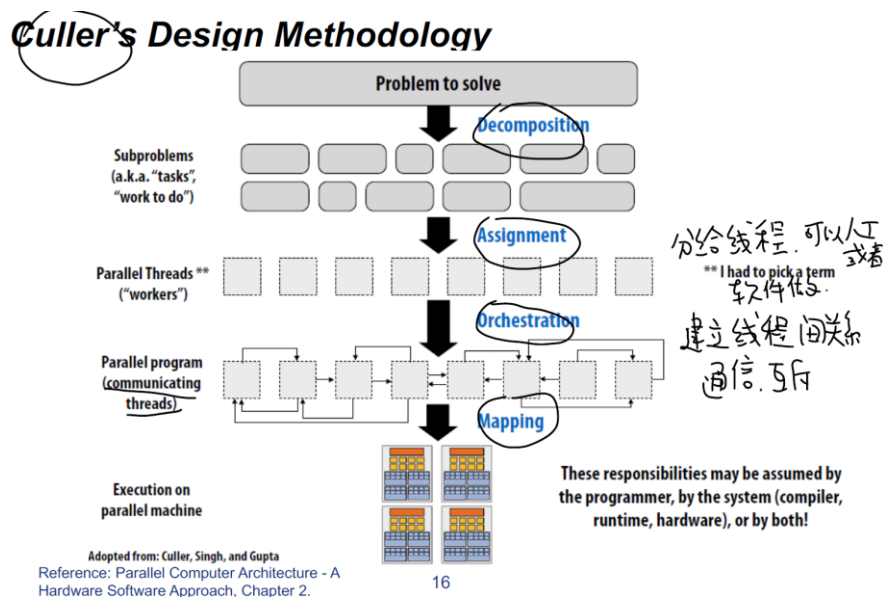 Culler's Design Methodology
Problem to solve
Decomposition
Subproblems
(a.k.a. "tasks",
"work to do")
Assignment
Parallel Threads **
("workers")
分给线程.可以人工
或者
** I had to pick a term
软件做.
Orchestration
建立线程间关系
通信.互斥
Parallel program
(communicating
threads)
Mapping
Execution on
parallel machine
These responsibilities may be assumed by
the programmer, by the system (compiler,
runtime, hardware), or by both!
Adopted from: Culler, Singh, and Gupta
Reference: Parallel Computer Architecture - A
Hardware Software Approach, Chapter 2.
16